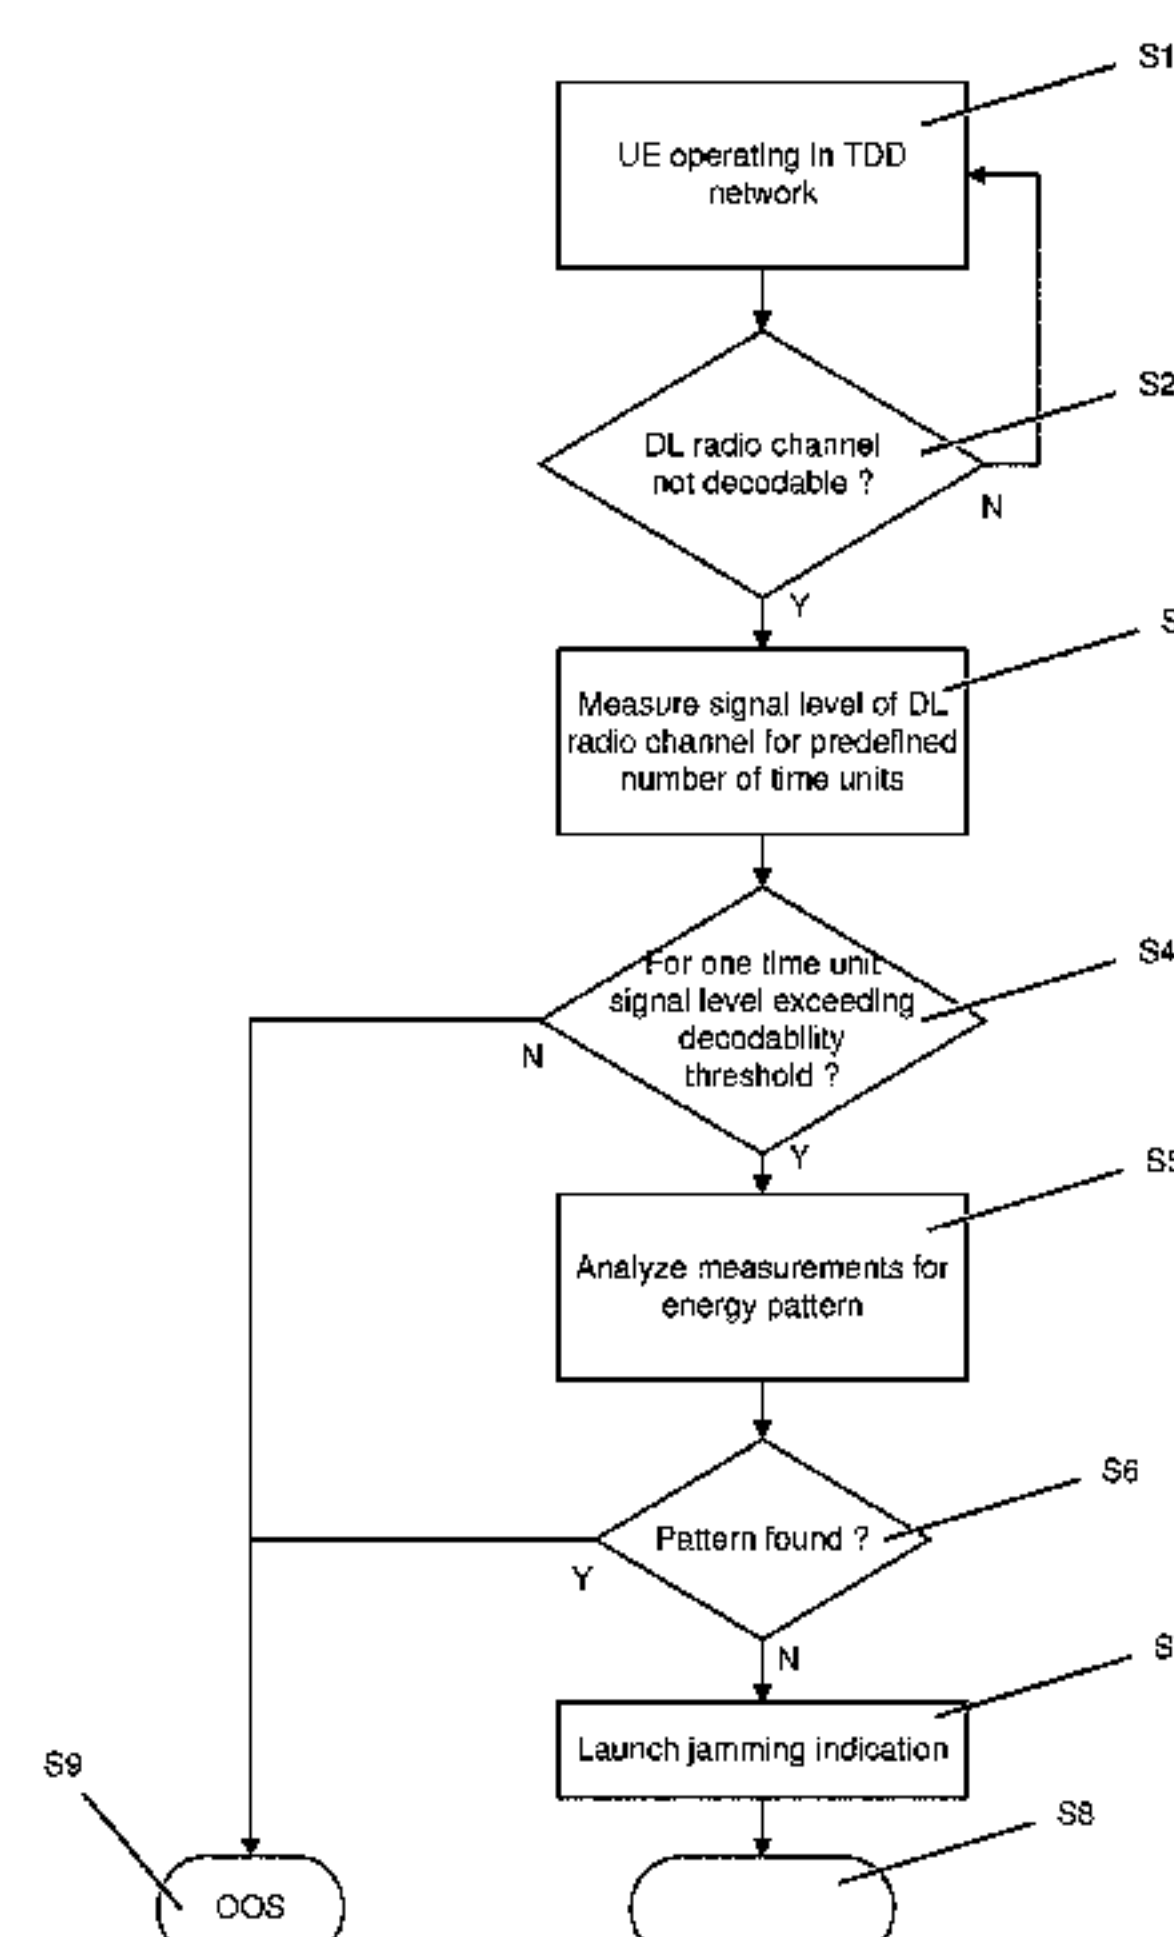 S1
UE operating in TDD
network
S2
DL radio channel
not decodable ?
N
Y
S
Measure signal level of DL
radio channel for predefined
number of time units
S4
For one time unit
signal level exceeding
decodability
threshold ?
N
Y
S5
Analyze measurements for
energy pattern
S6
Pattern found ?
Y
N
S
Launch jamming indication
S9
S8
OOS